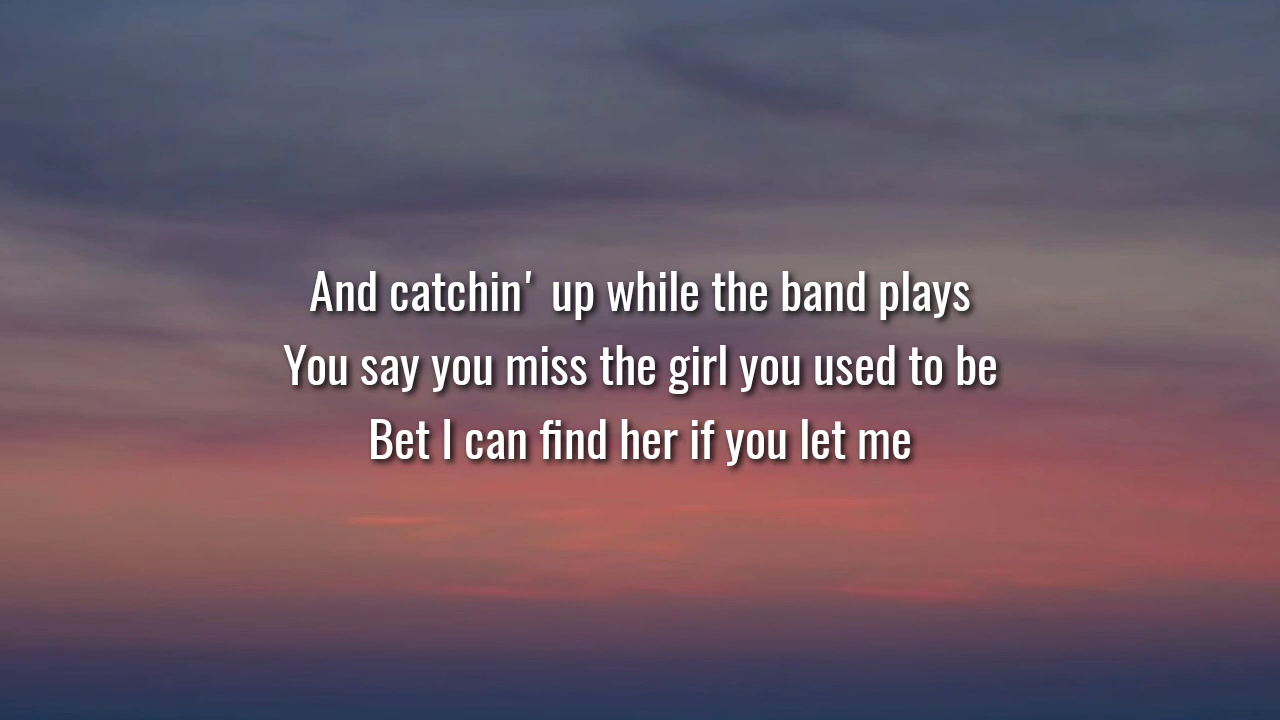 And catchin' up while the band plays
You say you miss the girl you used to be
Bet I can find her if you let me